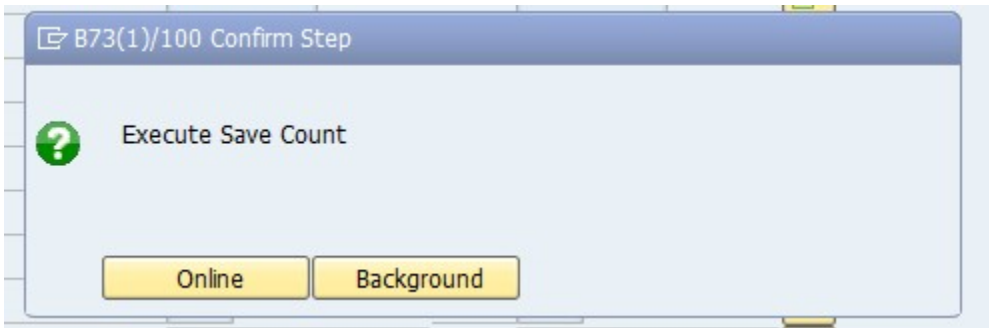 B73(1)/100 Confirm Step
Execute Save Count
Online Background